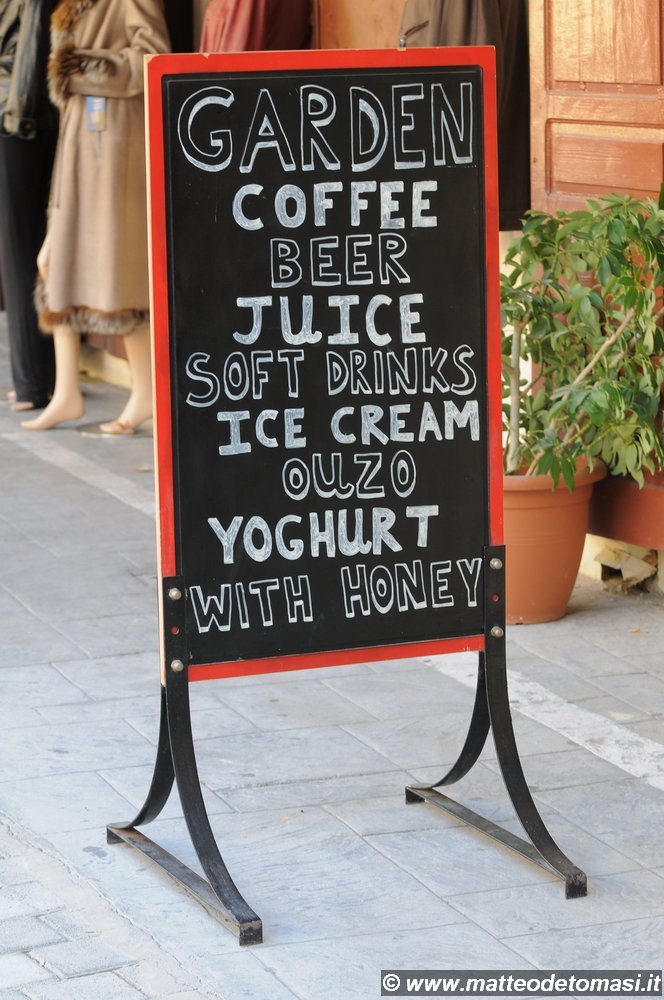 GARDEN
COFFEE
BEER
JUICE
SOFT DRINKS
ICE CREAM
OUZO
YOGHURT
WITH HONEY
© www.matteodetomasi.it